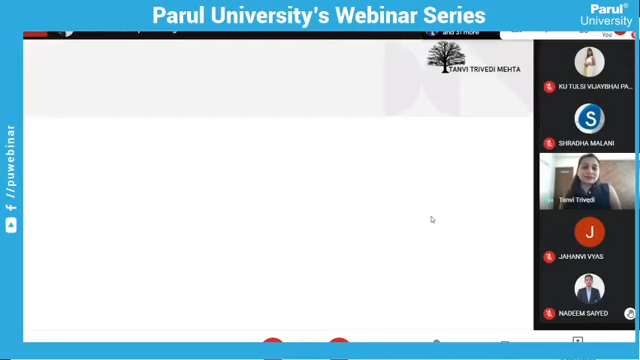 Parul University's Webinar Series
Parul®
University
and 31 more
You
TANVI TRIVEDI MEHTA
KU TULSI VIJAYBHAI PA...
S
SHRADHA MALANI
Tanvi Trivedi
J
JAHANVI VYAS
NADEEM SAIYED
//puwebinar